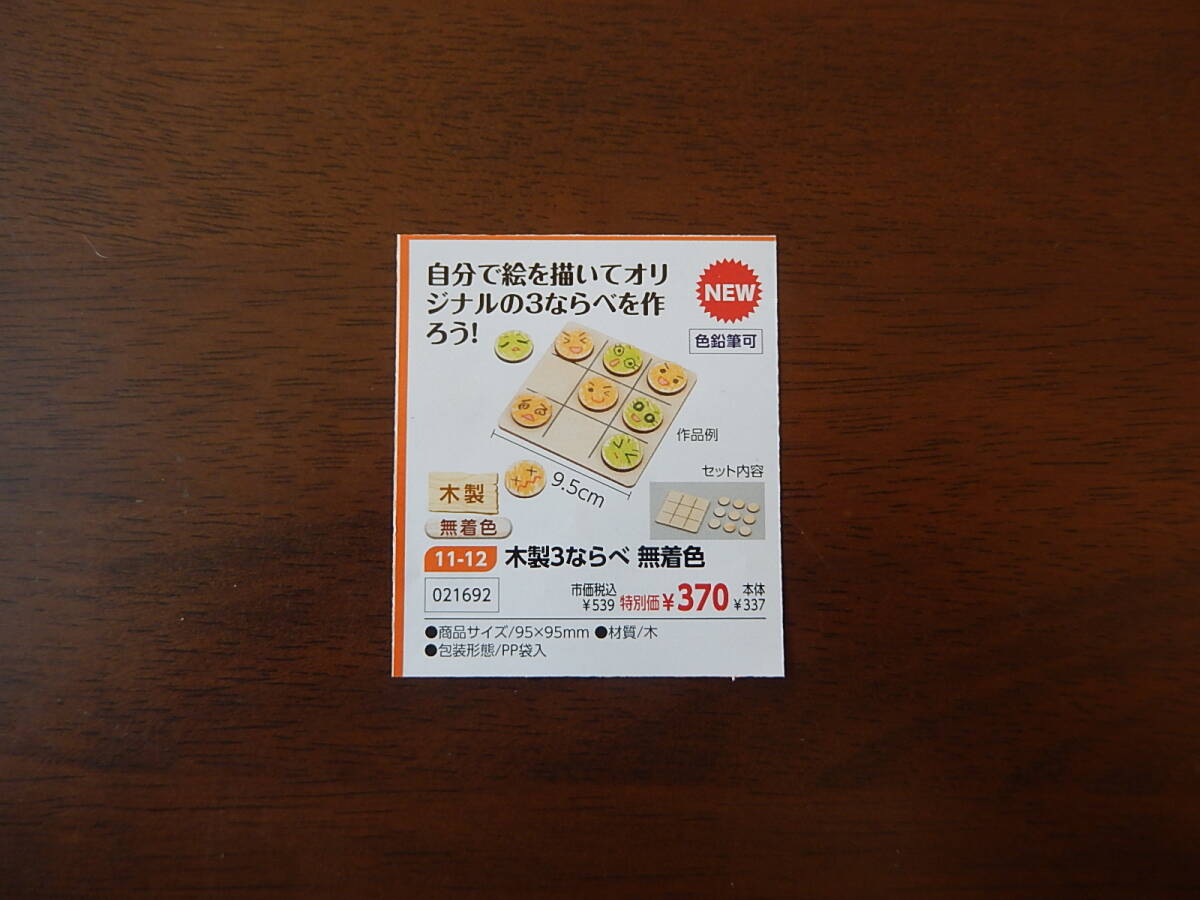 自分で絵を描いてオリ
ジナルの3ならべを作
ろう!
NEW
色鉛筆可
作品例
9.5cm
セット内容
木製
無着色
11-12 木製3ならべ 無着色
021692
市価税込
¥539
特別価¥370
本体
¥337
●商品サイズ/95×95mm ●材質/木
●包装形態/PP袋入